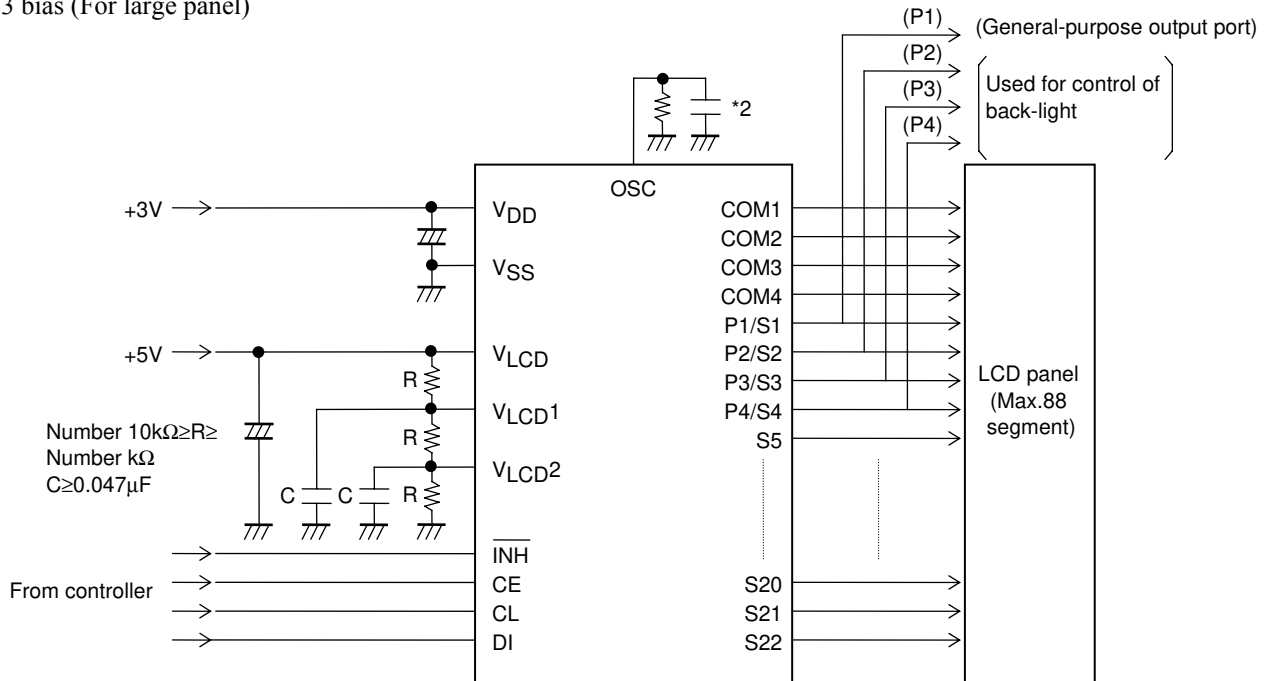 3 bias (For large panel)
(P1)
(General-purpose output port)
(P2)
(P3)
(P4)
Used for control of
back-light
*2
OSC
+3V
VDD
VSS
+5V
VLCD
R
VLCD1
R
VLCD2
R
C
C
Number 10kΩ≥R≥
Number kΩ
C≥0.047μF
INH
From controller
CE
CL
DI
COM1
COM2
COM3
COM4
P1/S1
P2/S2
P3/S3
P4/S4
S5
S20
S21
S22
LCD panel
(Max.88
segment)